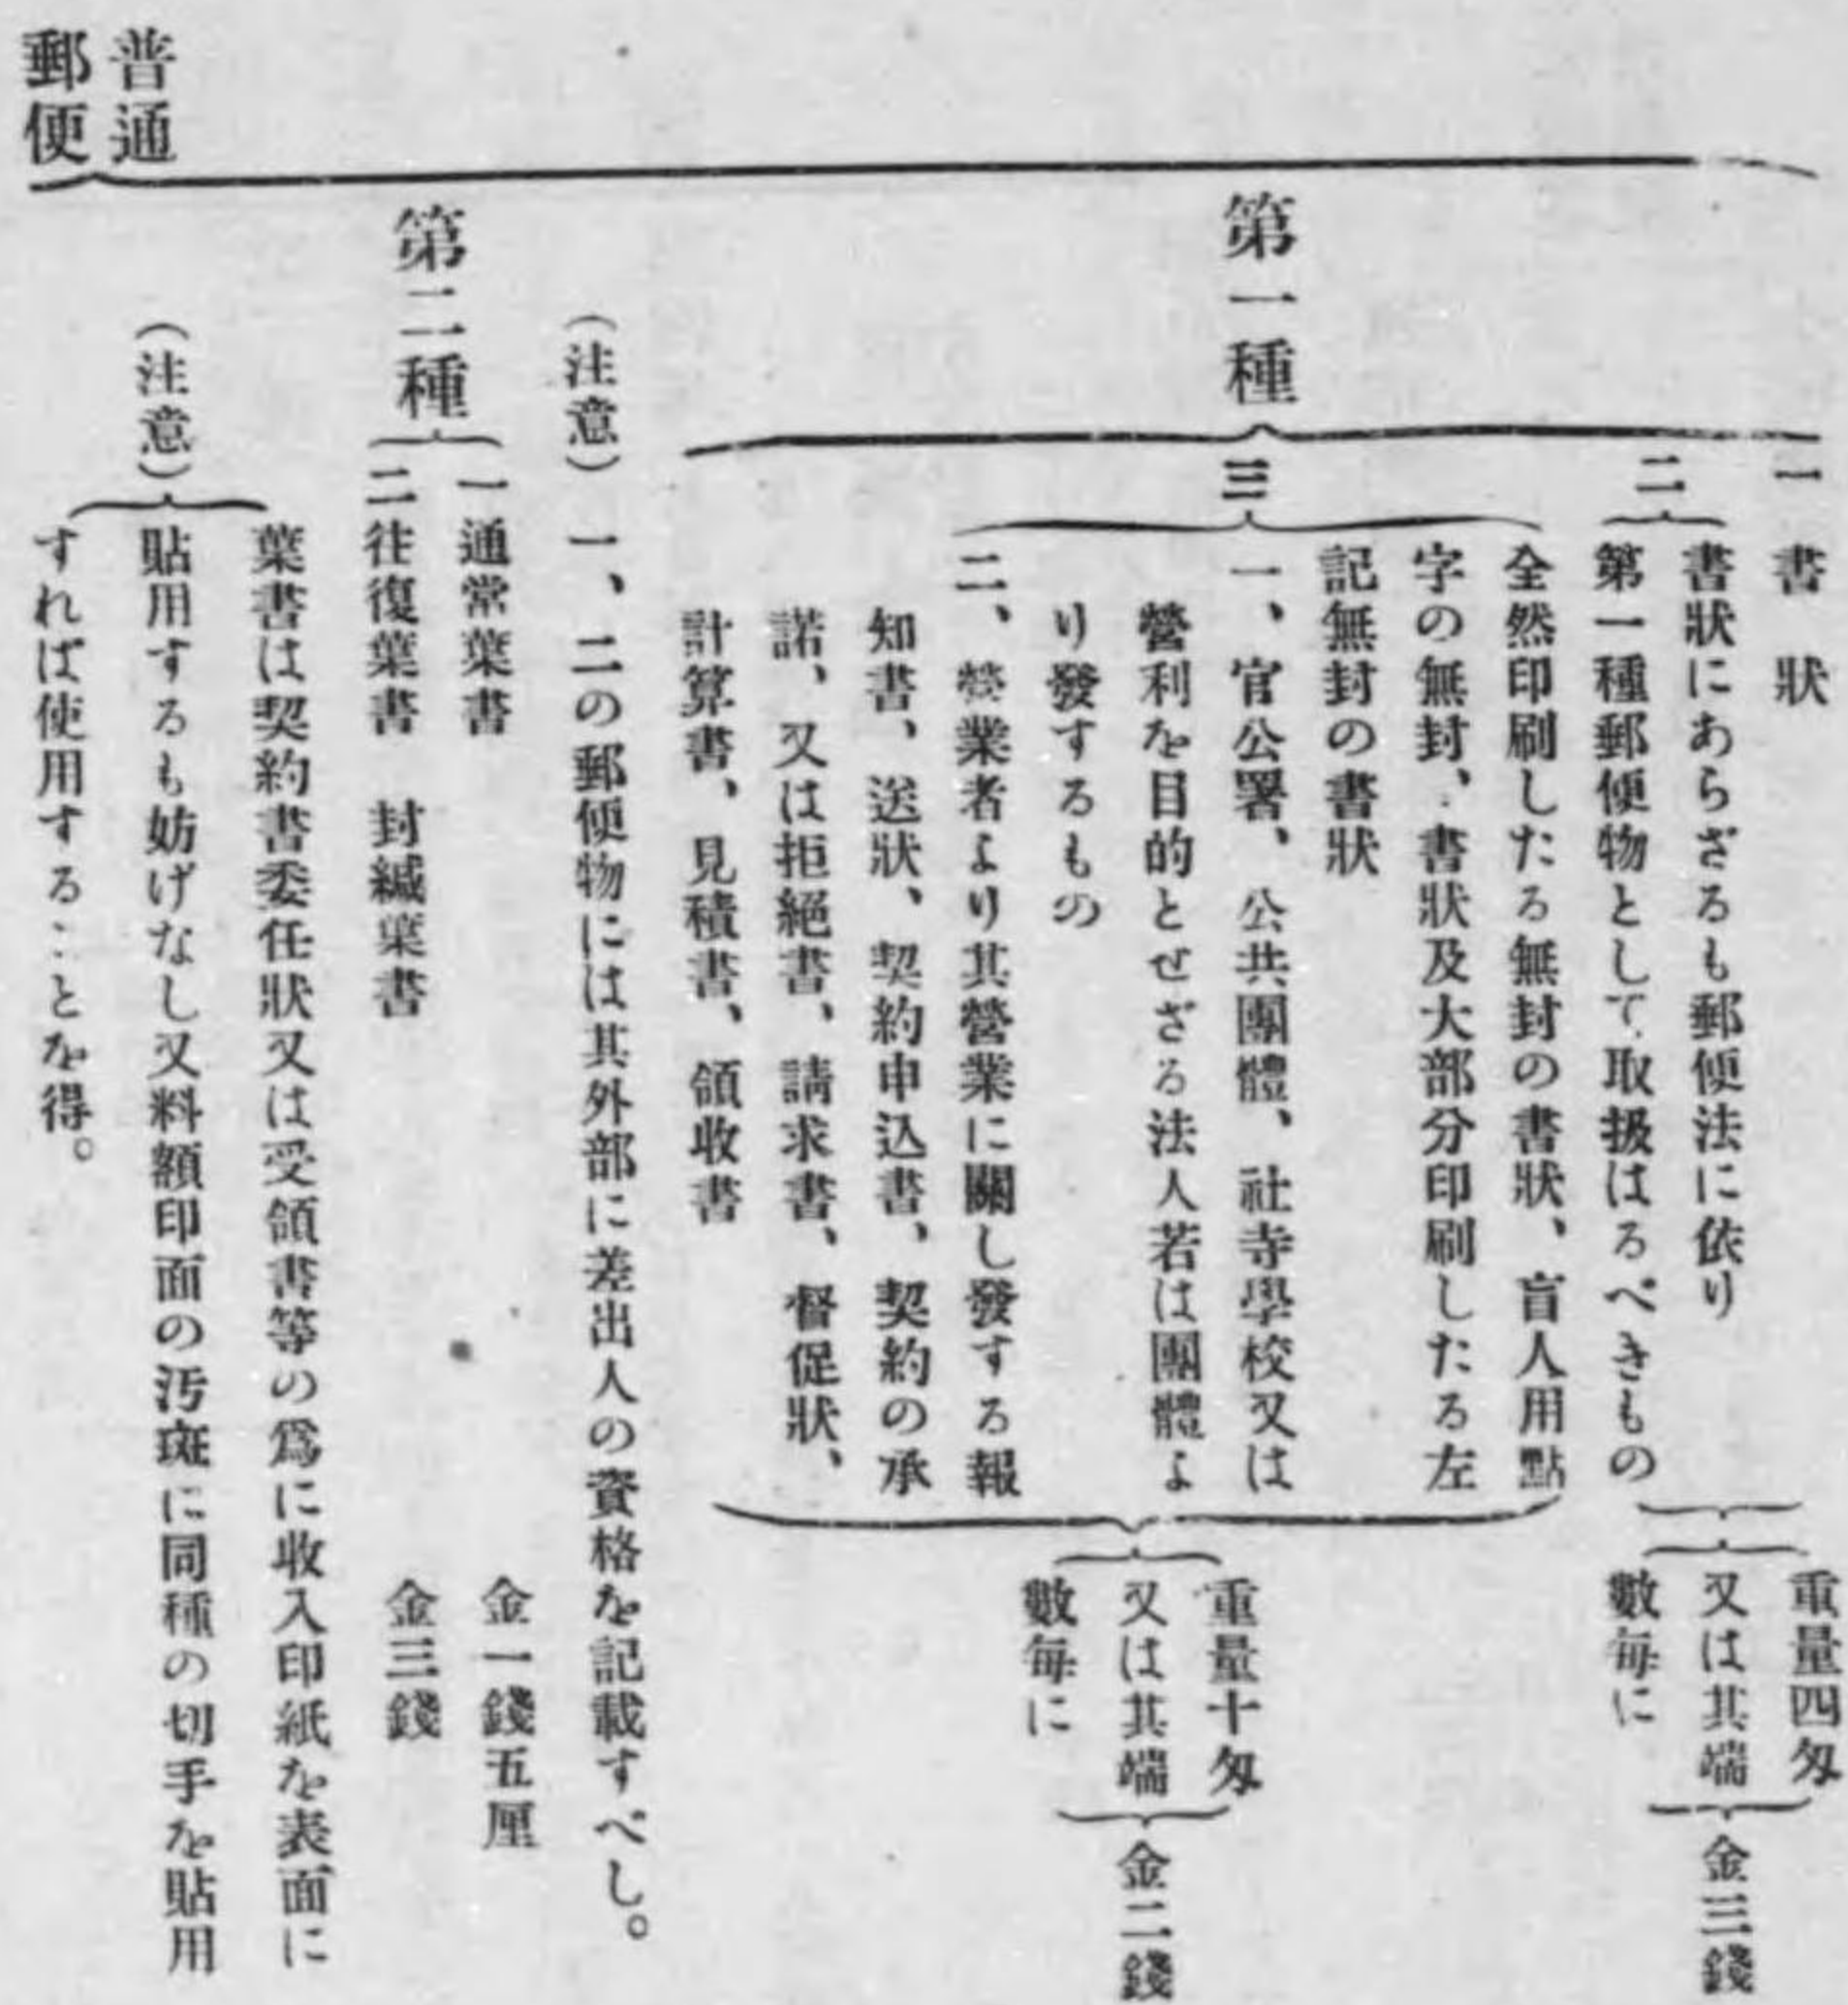 普通
郵便
第一種
一 書狀
二
書狀にあらざるも郵便法に依り
第一種郵便物として取扱はるべきもの
重量四匁
又は其端
數每に
金三錢
三
全然印刷したる無封の書狀、盲人用點
字の無封、書狀及大部分印刷したる左
記無封の書狀
一、官公署、公共團體、社寺學校又は
營利を目的とせざる法人若は團體よ
り發するもの
二、營業者より其營業に關し發する報
知書、送狀、契約申込書、契約の承
諾、又は拒絕書、請求書、督促狀、
計算書、見積書、領收書
重量十匁
又は其端
數每に
金二錢
(注意) 一、二の郵便物には其外部に差出人の資格を記載すべし。
第二種
一 通常葉書 金一錢五厘
二 往復葉書 封緘葉書 金三錢
(注意)
葉書は契約書委任狀又は受領書等の爲に收入印紙を表面に
貼用するも妨げなし又料額印面の汚斑に同種の切手を貼用
すれば使用することを得。